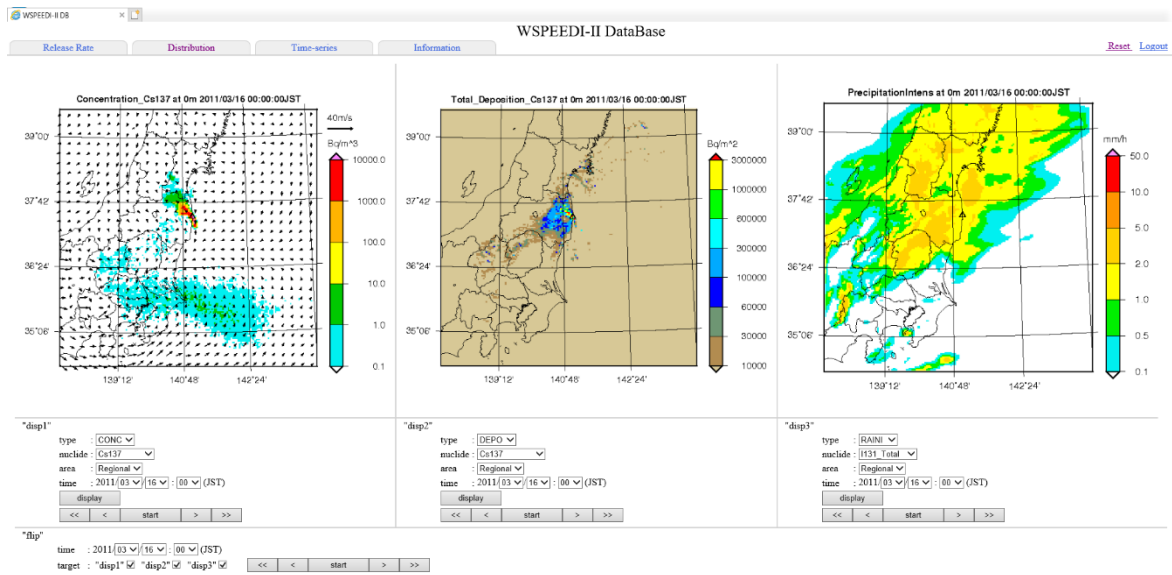 WSPEEDI-II DB
WSPEEDI-II DataBase
Release Rate
Distribution
Time-series
Information
Reset
Logout
Concentration_Cs137 at 0m 2011/03/16 00:00:00JST
40m/s
Bq/m^3
10000.0
1000.0
100.0
10.0
1.0
0.1
39°00'
37°42'
36°24'
35°06'
139°12'
140°48'
142°24'
Total_Deposition_Cs137 at 0m 2011/03/16 00:00:00JST
Bq/m^2
3000000
1000000
600000
300000
100000
60000
30000
10000
39°00'
37°42'
36°24'
35°06'
139°12'
140°48'
142°24'
PrecipitationIntens at 0m 2011/03/16 00:00:00JST
mm/h
50.0
10.0
5.0
2.0
1.0
0.5
0.1
39°00'
37°42'
36°24'
35°06'
139°12'
140°48'
142°24'
"disp1"
type : CONC
nuclide : Cs137
area : Regional
time : 2011/ 03 / 16 : 00 (JST)
display
<< < start > >>
"disp2"
type : DEPO
nuclide : Cs137
area : Regional
time : 2011/ 03 / 16 : 00 (JST)
display
<< < start > >>
"disp3"
type : RAINI
nuclide : I131_Total
area : Regional
time : 2011/ 03 / 16 : 00 (JST)
display
<< < start > >>
"flip"
time : 2011/ 03 / 16 : 00 (JST)
target : "disp1" "disp2" "disp3" << < start > >>